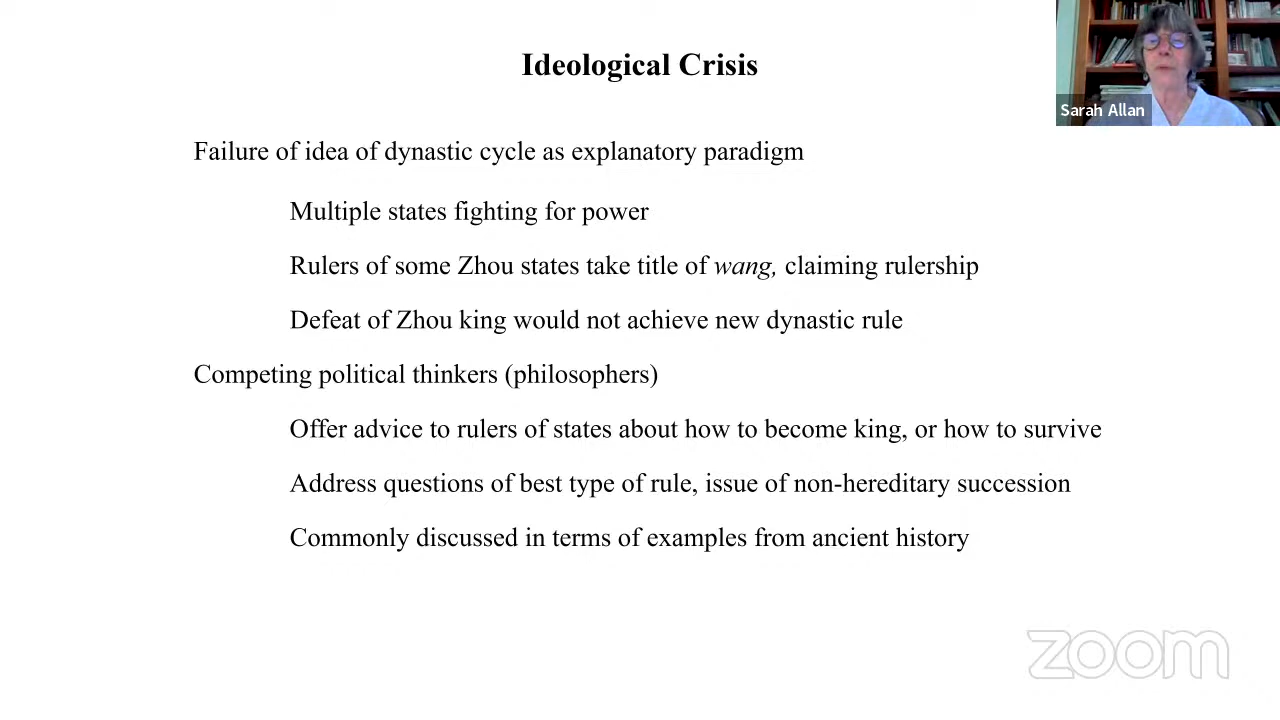 Ideological Crisis
Sarah Allan
Failure of idea of dynastic cycle as explanatory paradigm
Multiple states fighting for power
Rulers of some Zhou states take title of wang, claiming rulership
Defeat of Zhou king would not achieve new dynastic rule
Competing political thinkers (philosophers)
Offer advice to rulers of states about how to become king, or how to survive
Address questions of best type of rule, issue of non-hereditary succession
Commonly discussed in terms of examples from ancient history
zoom